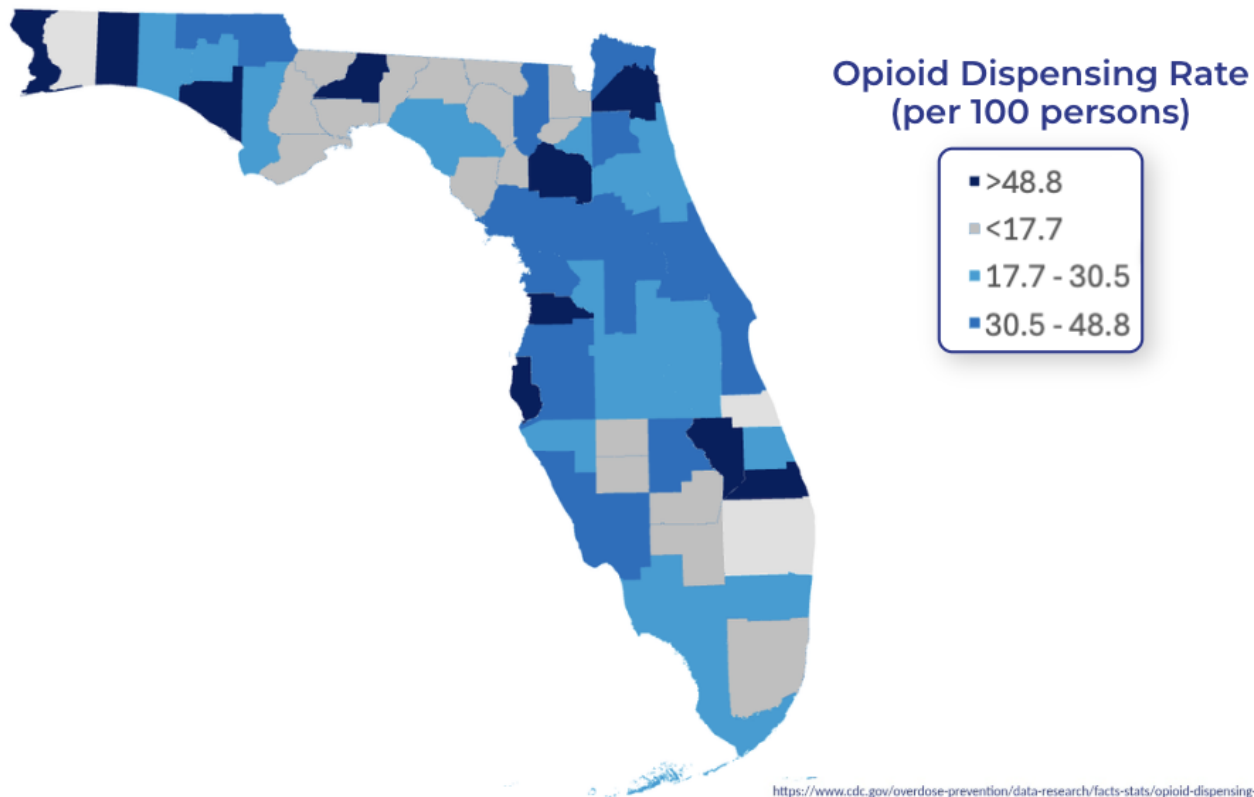 Opioid Dispensing Rate
(per 100 persons)
>48.8
<17.7
17.7 - 30.5
30.5 - 48.8
https://www.cdc.gov/overdose-prevention/data-research/facts-stats/opioid-dispensing-